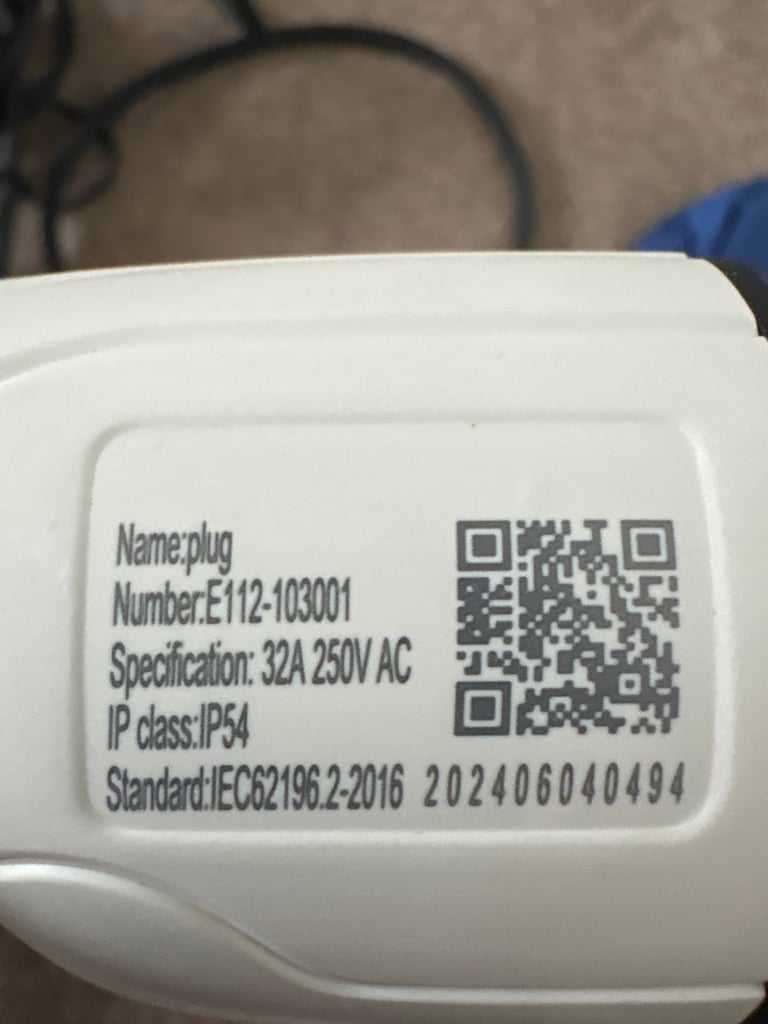 Name:plug
Number:E112-103001
Specification: 32A 250V AC
IP class:IP54
Standard:IEC62196.2-2016 202406040494